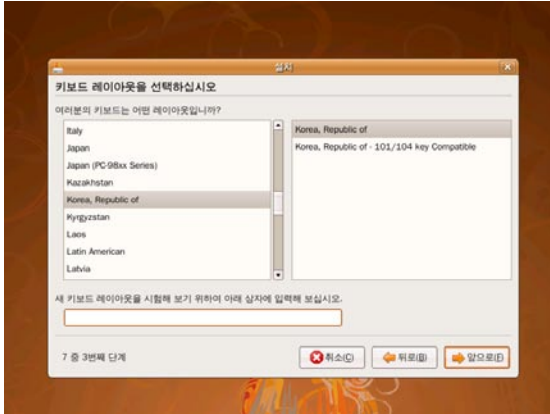 설치
키보드 레이아웃을 선택하십시오
여러분의 키보드는 어떤 레이아웃입니까?
Italy
Japan
Japan (PC-98xx Series)
Kazakhstan
Korea, Republic of
Kyrgyzstan
Laos
Latin American
Latvia
Korea, Republic of
Korea, Republic of - 101/104 key Compatible
새 키보드 레이아웃을 시험해 보기 위하여 아래 상자에 입력해 보십시오.
7 중 3번째 단계
취소(C)
뒤로(B)
앞으로(F)